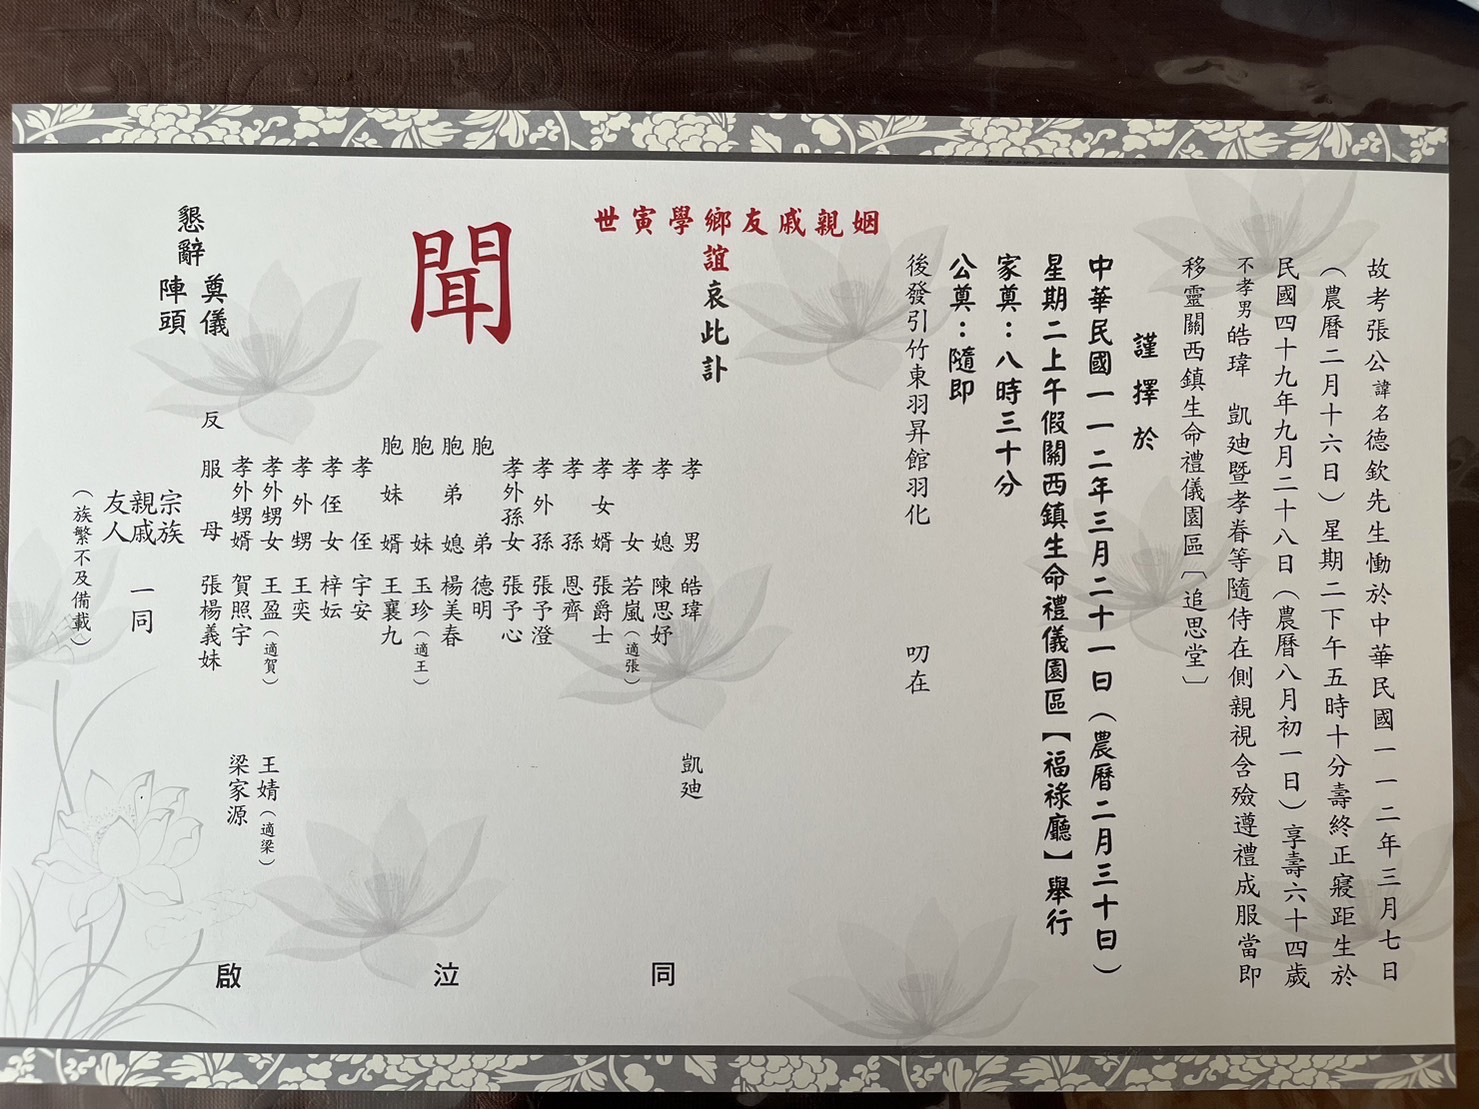 故考張公諱名德欽先生慟於中華民國一一二年三月七日
（農曆二月十六日）星期二下午五時十分壽終正寢距生於
民國四十九年九月二十八日（農曆八月初一日）享壽六十四歲
不孝男皓瑋　凱廸暨孝眷等隨侍在側親視含殮遵禮成服當即
移靈關西鎮生命禮儀園區〔追思堂〕
謹擇於
中華民國一一二年三月二十一日（農曆二月三十日）
星期二上午假關西鎮生命禮儀園區【福祿廳】舉行
家奠：八時三十分
公奠：隨即
後發引竹東羽昇館羽化　叨在
姻親戚友鄉學寅世
誼哀此訃
聞
孝男　皓瑋　凱廸
孝媳　陳思妤
孝女　若嵐（適張）
孝女婿　張爵士
孝孫　恩齊
孝外孫　張予澄
孝外孫女　張予心
胞弟　德明
胞弟媳　楊美春
胞妹　玉珍（適王）
胞妹婿　王襄九
孝侄　宇安
孝侄女　梓妘
孝外甥　王奕
孝外甥女　王盈（適賀）　王婧（適梁）
孝外甥婿　賀照宇　梁家源
反服母　張楊義妹
同泣啟
宗族
親戚　一同
友人
（族繁不及備載）
懇辭
奠儀
陣頭